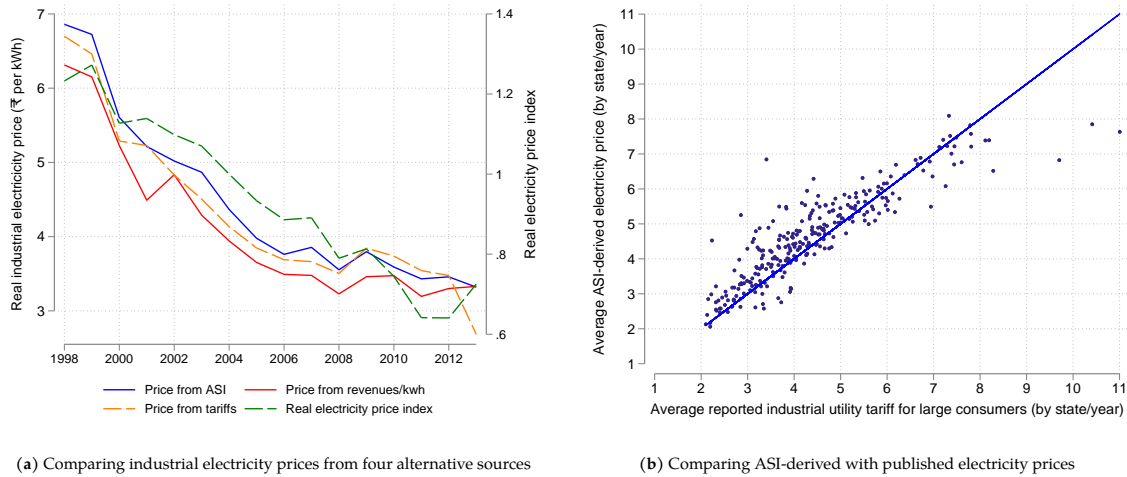 7
6
5
4
3
Real industrial electricicity price (₹ per kWh)
1.4
1.2
1
.8
.6
Real electricity price index
1998 2000 2002 2004 2006 2008 2010 2012
Price from ASI Price from revenues/kwh
Price from tariffs Real electricity price index
(a) Comparing industrial electricity prices from four alternative sources
11
10
9
8
7
6
5
4
3
2
1
Average ASI-derived electricity price (by state/year)
1 2 3 4 5 6 7 8 9 10 11
Average reported industrial utility tariff for large consumers (by state/year)
(b) Comparing ASI-derived with published electricity prices